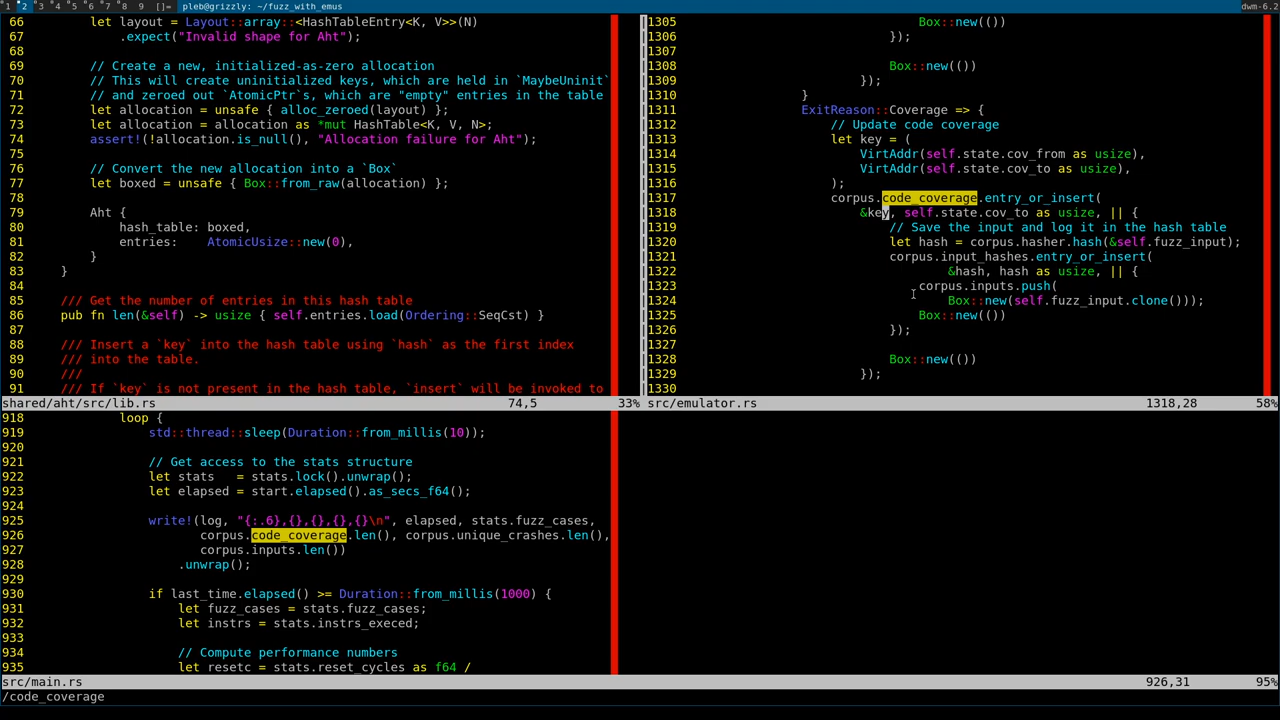 1 2 3 4 5 6 7 8 9 []= pleb@grizzly: ~/fuzz_with_emus dwm-6.2
66 let layout = Layout::array::<HashTableEntry<K, V>>(N)
67 .expect("Invalid shape for Aht");
68
69 // Create a new, initialized-as-zero allocation
70 // This will create uninitialized keys, which are held in `MaybeUninit`
71 // and zeroed out `AtomicPtr`s, which are "empty" entries in the table
72 let allocation = unsafe { alloc_zeroed(layout) };
73 let allocation = allocation as *mut HashTable<K, V, N>;
74 assert!(!allocation.is_null(), "Allocation failure for Aht");
75
76 // Convert the new allocation into a `Box`
77 let boxed = unsafe { Box::from_raw(allocation) };
78
79 Aht {
80 hash_table: boxed,
81 entries: AtomicUsize::new(0),
82 }
83 }
84
85 /// Get the number of entries in this hash table
86 pub fn len(&self) -> usize { self.entries.load(Ordering::SeqCst) }
87
88 /// Insert a `key` into the hash table using `hash` as the first index
89 /// into the table.
90 ///
91 /// If `key` is not present in the hash table, `insert` will be invoked to
shared/aht/src/lib.rs 74,5 33%
1305 Box::new(())
1306 });
1307
1308 Box::new(())
1309 });
1310 }
1311 ExitReason::Coverage => {
1312 // Update code coverage
1313 let key = (
1314 VirtAddr(self.state.cov_from as usize),
1315 VirtAddr(self.state.cov_to as usize),
1316 );
1317 corpus.code_coverage.entry_or_insert(
1318 &key, self.state.cov_to as usize, || {
1319 // Save the input and log it in the hash table
1320 let hash = corpus.hasher.hash(&self.fuzz_input);
1321 corpus.input_hashes.entry_or_insert(
1322 &hash, hash as usize, || {
1323 corpus.inputs.push(
1324 Box::new(self.fuzz_input.clone()));
1325 Box::new(())
1326 });
1327
1328 Box::new(())
1329 });
1330
src/emulator.rs 1318,28 58%
918 loop {
919 std::thread::sleep(Duration::from_millis(10));
920
921 // Get access to the stats structure
922 let stats = stats.lock().unwrap();
923 let elapsed = start.elapsed().as_secs_f64();
924
925 write!(log, "{:.6},{},{},{},{}\n", elapsed, stats.fuzz_cases,
926 corpus.code_coverage.len(), corpus.unique_crashes.len(),
927 corpus.inputs.len())
928 .unwrap();
929
930 if last_time.elapsed() >= Duration::from_millis(1000) {
931 let fuzz_cases = stats.fuzz_cases;
932 let instrs = stats.instrs_execed;
933
934 // Compute performance numbers
935 let resetc = stats.reset_cycles as f64 /
src/main.rs 926,31 95%
/code_coverage